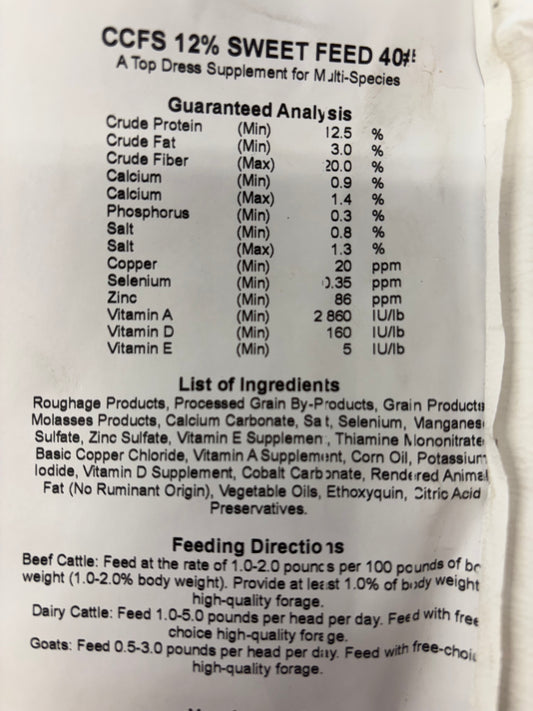 CCFS 12% SWEET FEED 40#
A Top Dress Supplement for Multi-Species
Guaranteed Analysis
Crude Protein (Min) 12.5 %
Crude Fat (Min) 3.0 %
Crude Fiber (Max) 20.0 %
Calcium (Min) 0.9 %
Calcium (Max) 1.4 %
Phosphorus (Min) 0.3 %
Salt (Min) 0.8 %
Salt (Max) 1.3 %
Copper (Min) 20 ppm
Selenium (Min) 0.35 ppm
Zinc (Min) 86 ppm
Vitamin A (Min) 2 860 IU/lb
Vitamin D (Min) 160 IU/lb
Vitamin E (Min) 5 IU/lb
List of Ingredients
Roughage Products, Processed Grain By-Products, Grain Products
Molasses Products, Calcium Carbonate, Salt, Selenium, Manganes
Sulfate, Zinc Sulfate, Vitamin E Supplement, Thiamine Mononitrate
Basic Copper Chloride, Vitamin A Supplement, Corn Oil, Potassium
Iodide, Vitamin D Supplement, Cobalt Carbonate, Rendered Animal
Fat (No Ruminant Origin), Vegetable Oils, Ethoxyquin, Citric Acid
Preservatives.
Feeding Directions
Beef Cattle: Feed at the rate of 1.0-2.0 pounds per 100 pounds of bo
weight (1.0-2.0% body weight). Provide at least 1.0% of body weight
high-quality forage.
Dairy Cattle: Feed 1.0-5.0 pounds per head per day. Feed with free
choice high-quality forage.
Goats: Feed 0.5-3.0 pounds per head per day. Feed with free-choic
high-quality forage.